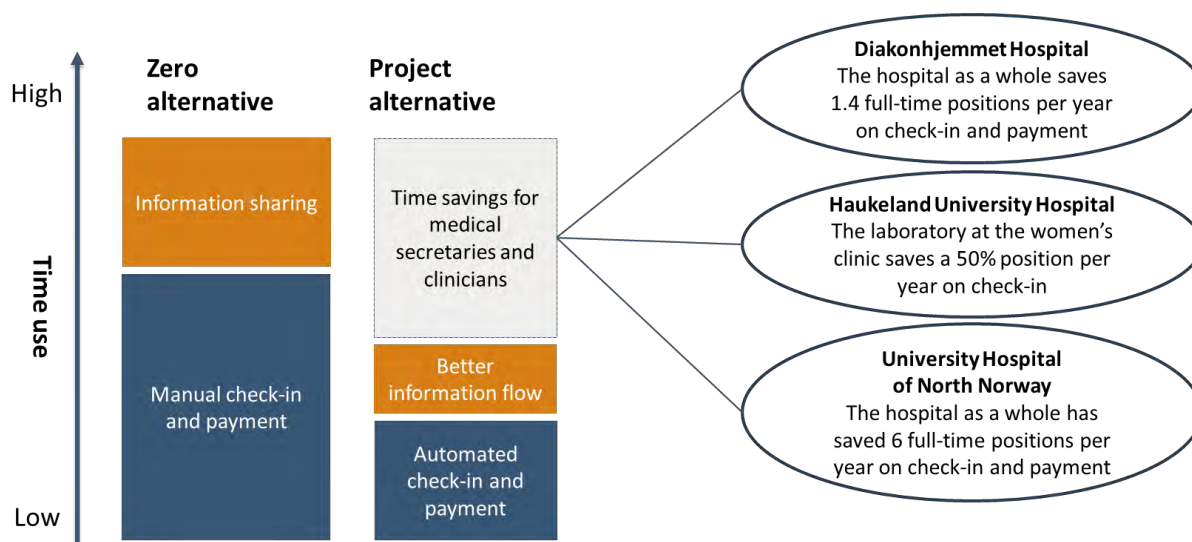 High
Time use
Low
Zero
alternative
Information sharing
Manual check-in
and payment
Project
alternative
Time savings for
medical
secretaries and
clinicians
Better
information flow
Automated
check-in and
payment
Diakonhjemmet Hospital
The hospital as a whole saves
1.4 full-time positions per year
on check-in and payment
Haukeland University Hospital
The laboratory at the women's
clinic saves a 50% position per
year on check-in
University Hospital
of North Norway
The hospital as a whole has
saved 6 full-time positions per
year on check-in and payment